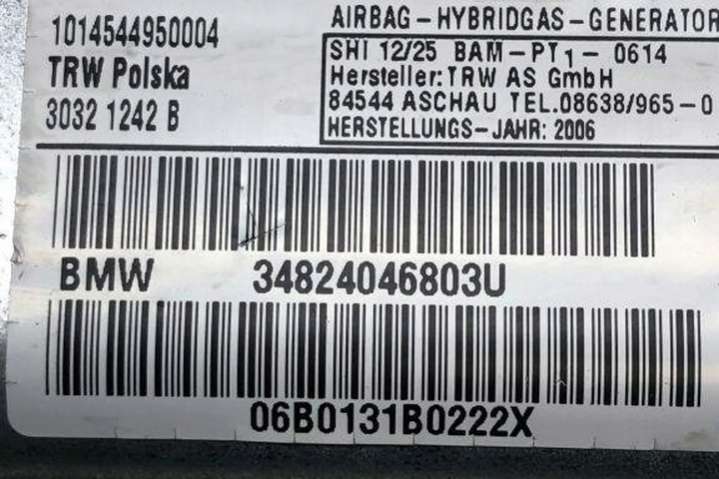 1014544950004
TRW Polska
3032 1242 B
AIRBAG-HYBRIDGAS-GENERATOR
SHI 12/25 BAM-PT1- 0614
Hersteller: TRW AS GmbH
84544 ASCHAU TEL.08638/965-0
HERSTELLUNGS-JAHR: 2006
BMW 34824046803U
06B0131B0222X